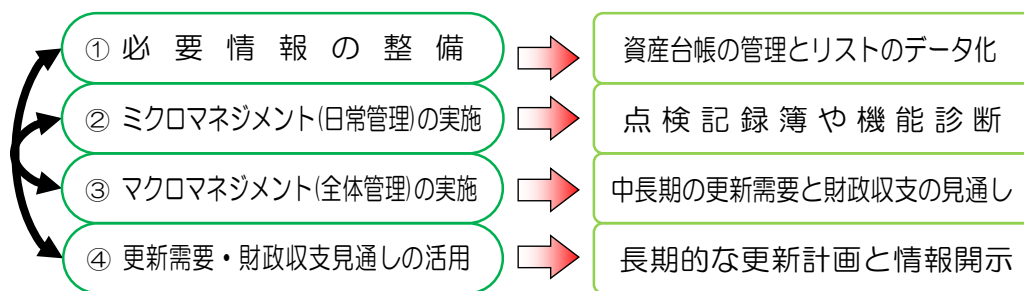 ① 必要情報の整備
資産台帳の管理とリストのデータ化
② ミクロマネジメント(日常管理)の実施
点検記録簿や機能診断
③ マクロマネジメント(全体管理)の実施
中長期の更新需要と財政収支の見通し
④ 更新需要・財政収支見通しの活用
長期的な更新計画と情報開示